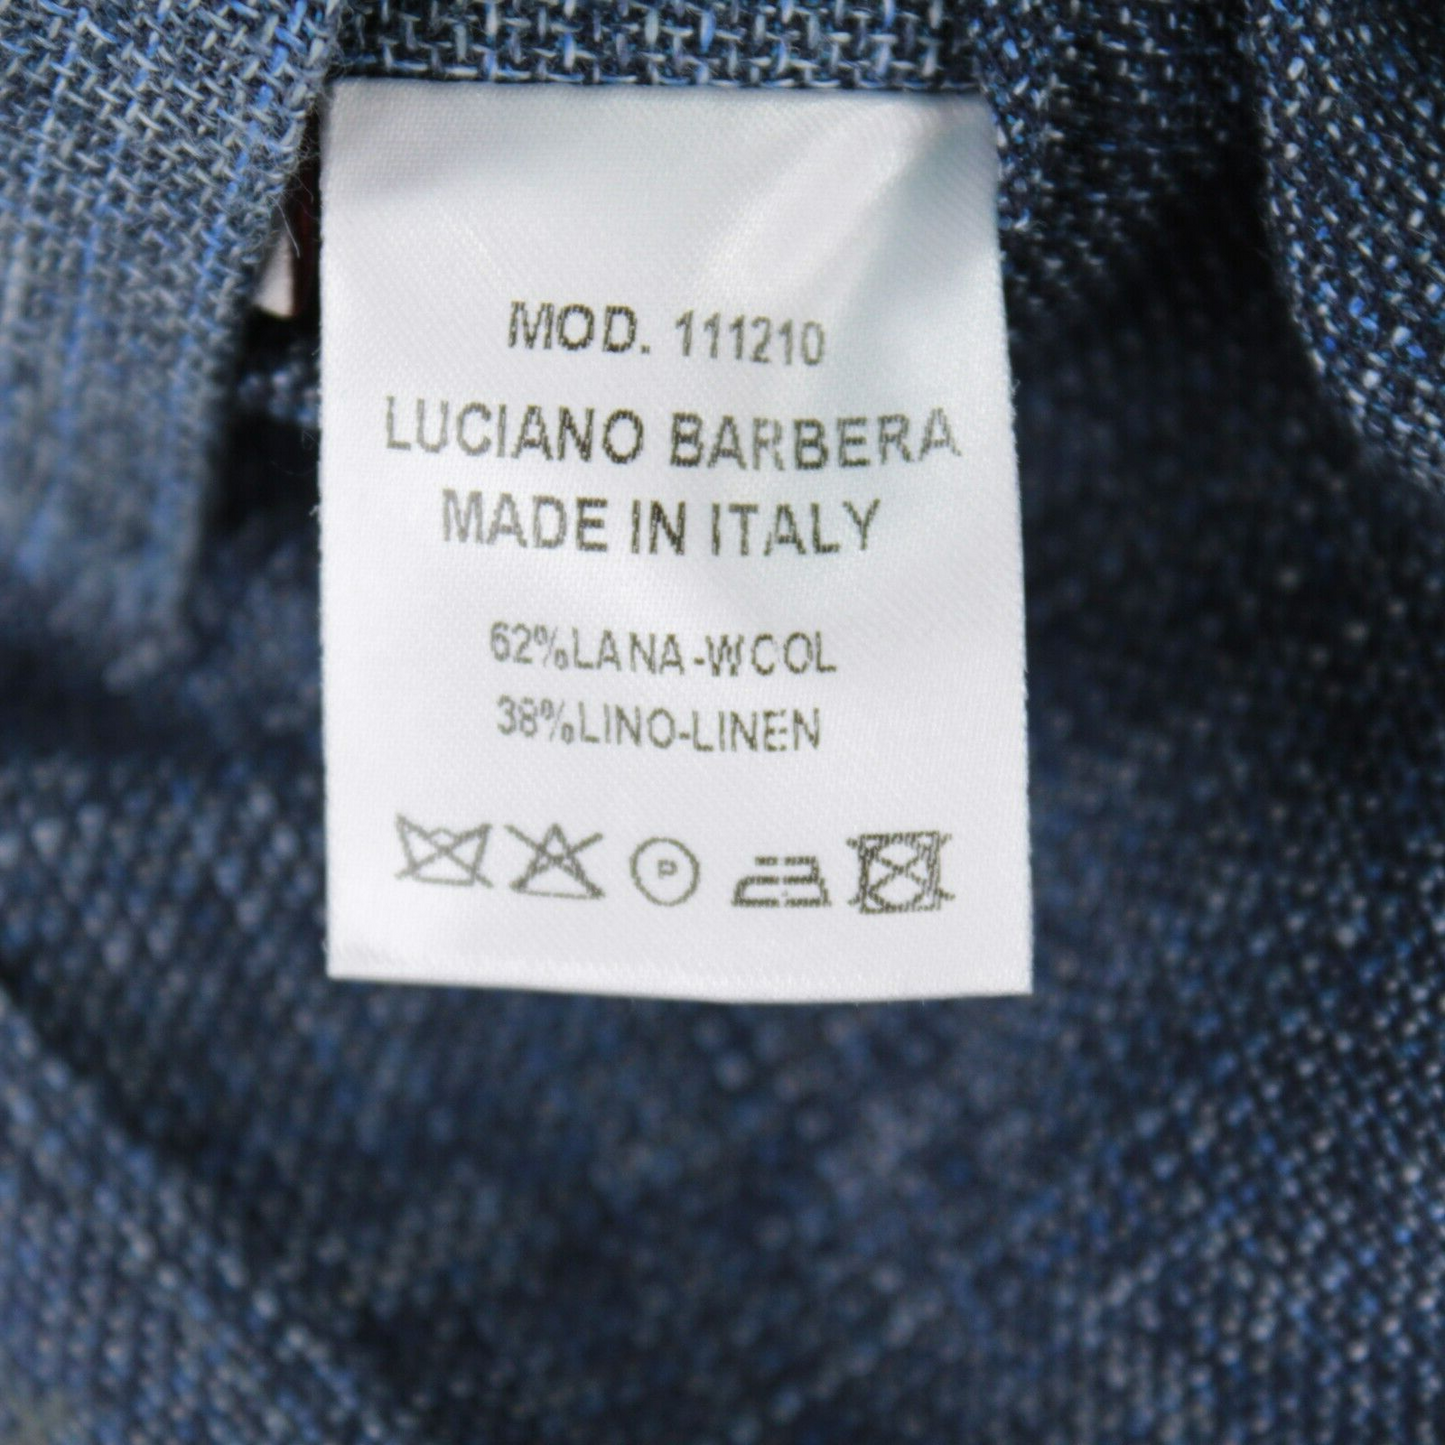 MOD. 111210
LUCIANO BARBERA
MADE IN ITALY
62%LANA-WOOL
38%LINO-LINEN
P